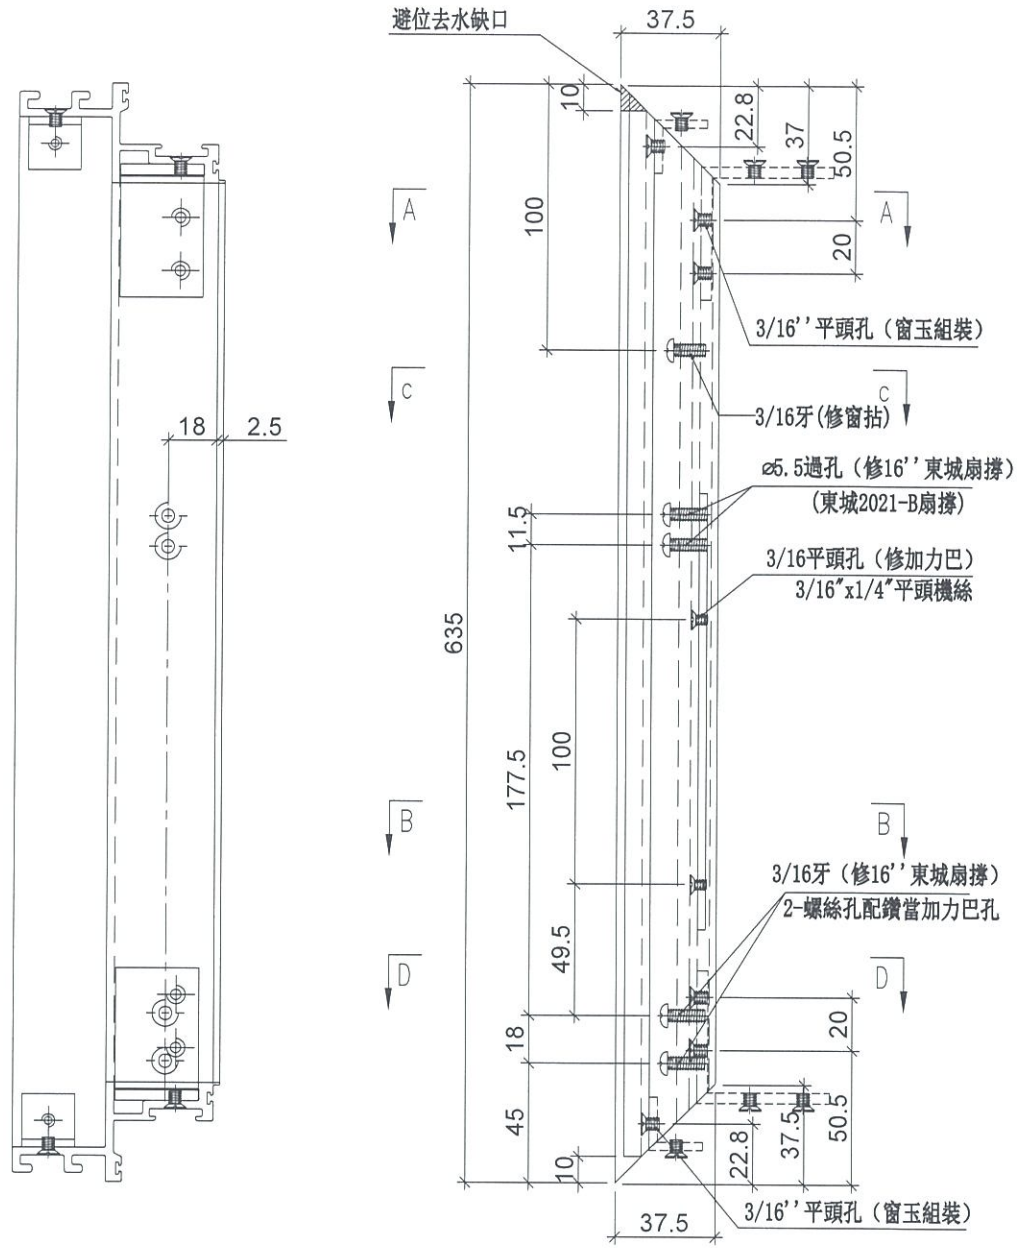 避位去水缺口
37.5
10
22.8
37
50.5
A
A
100
20
3/16''平頭孔（窗玉組裝）
C
C
3/16牙(修窗拈)
18
2.5
ø5.5過孔（修16''東城扇撐）
(東城2021-B扇撐)
11.5
3/16平頭孔（修加力巴）
3/16"x1/4"平頭機絲
635
100
177.5
B
B
3/16牙（修16''東城扇撐）
2-螺絲孔配鑽當加力巴孔
49.5
D
D
18
20
45
10
22.8
37.5
50.5
3/16''平頭孔（窗玉組裝）
37.5